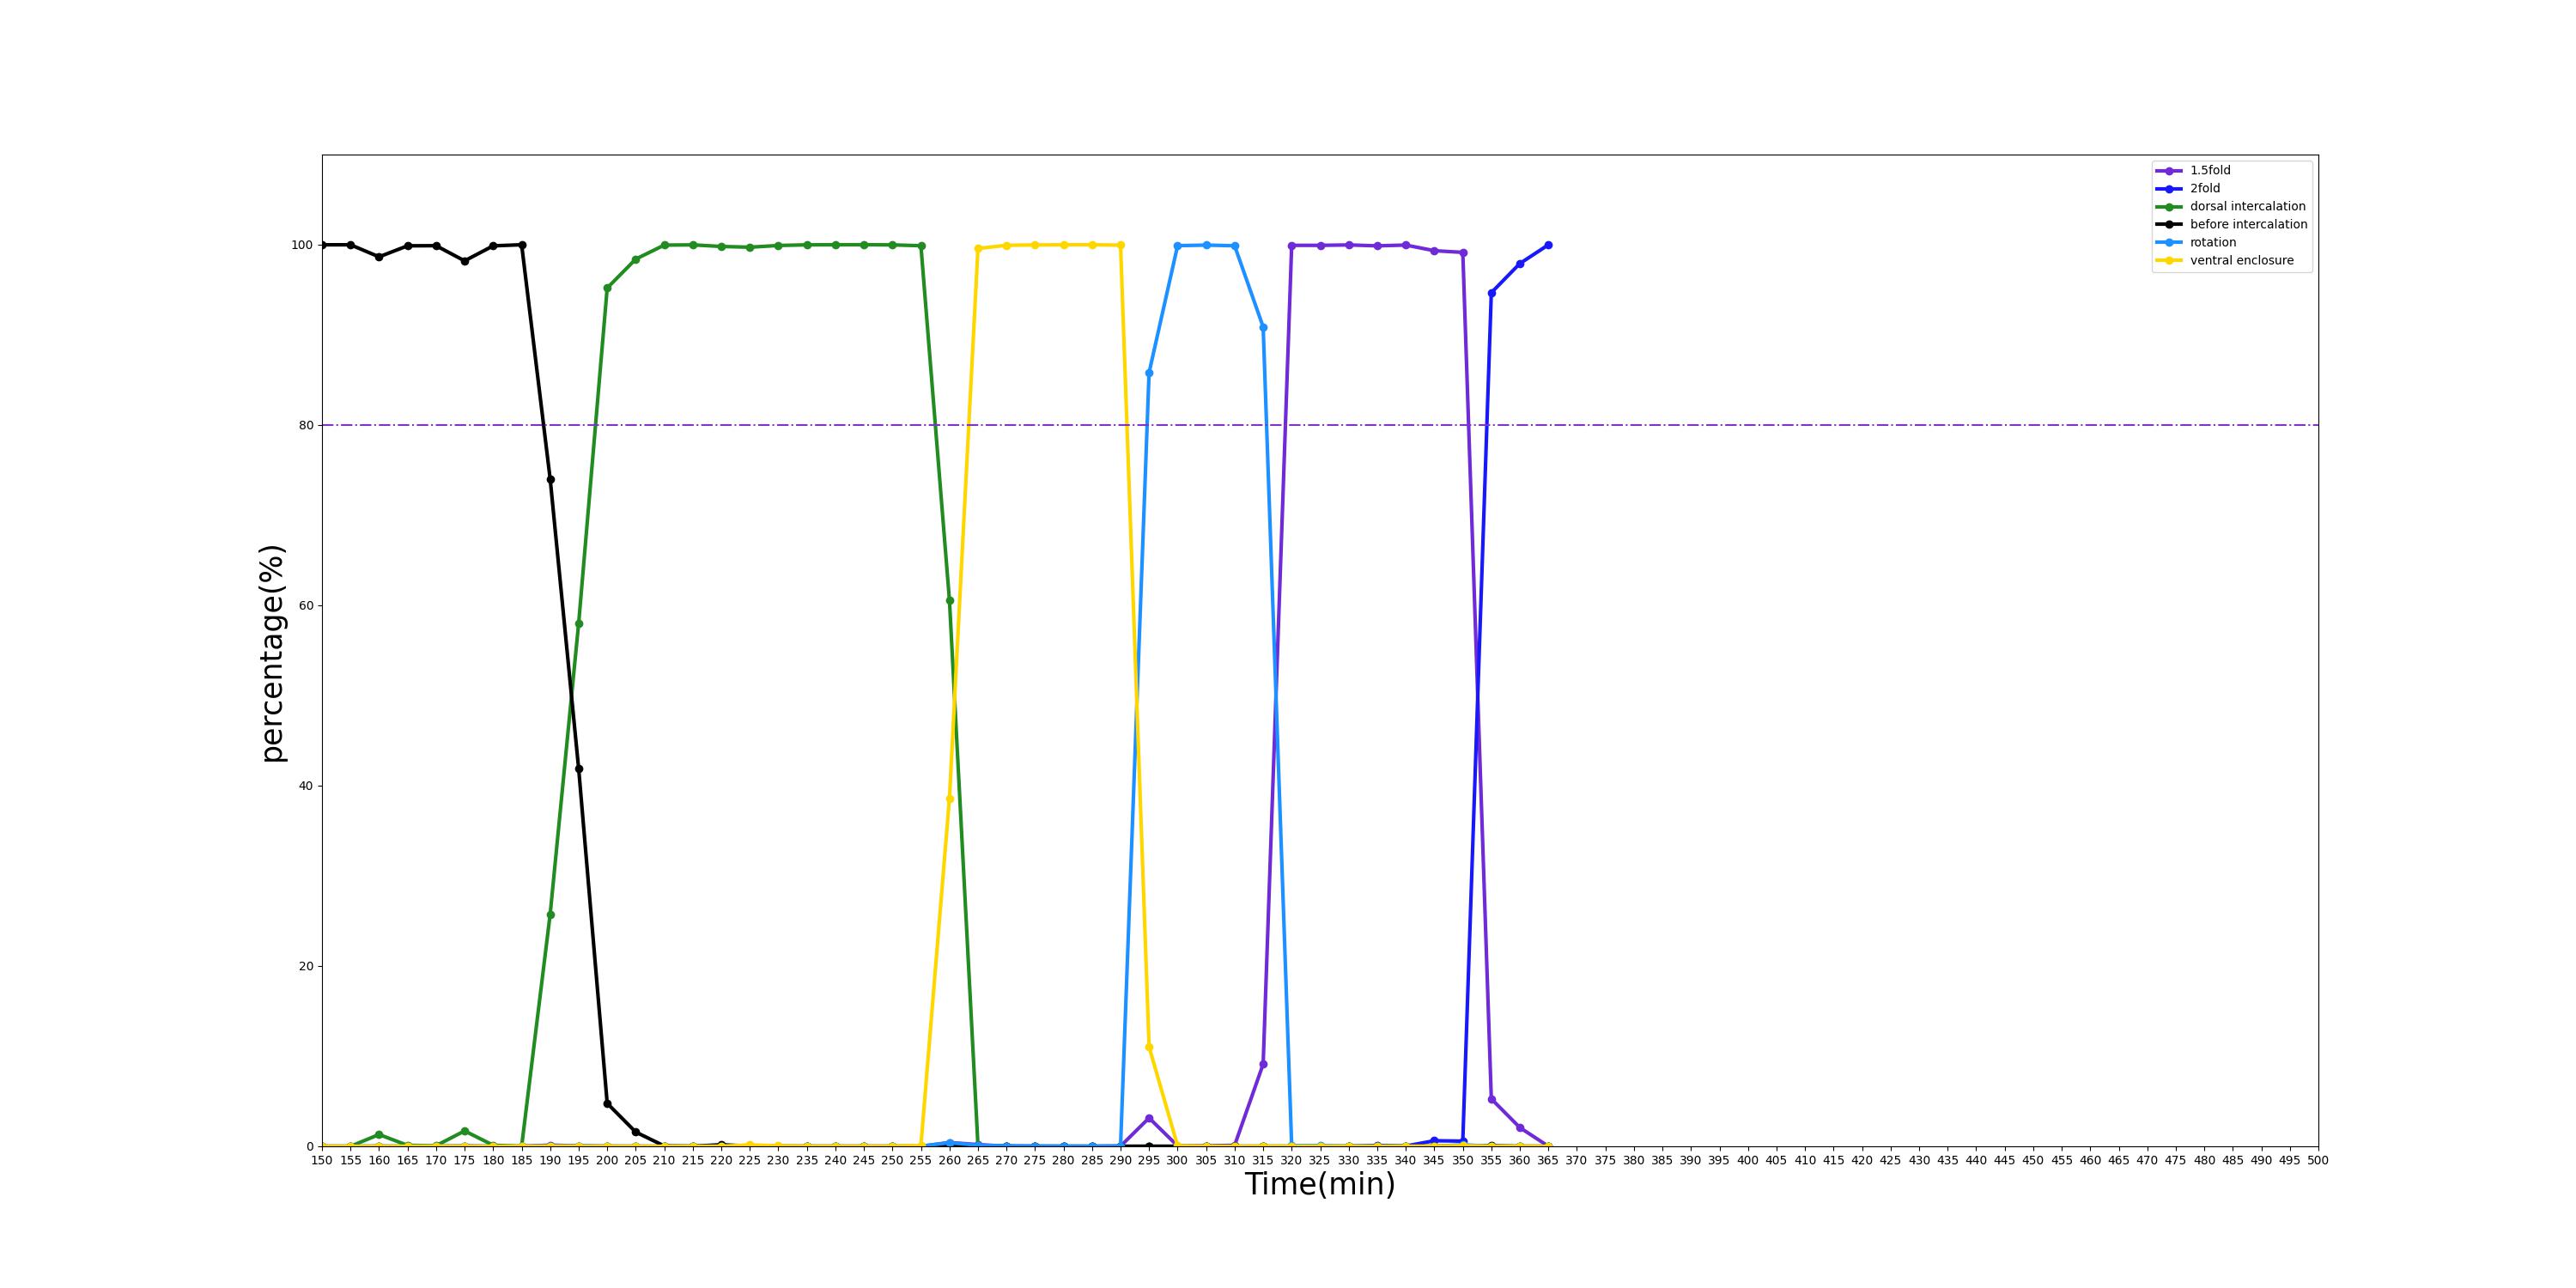 1.5fold
2fold
dorsal intercalation
before intercalation
rotation
ventral enclosure
100
80
60
40
20
0
percentage(%)
150 155 160 165 170 175 180 185 190 195 200 205 210 215 220 225 230 235 240 245 250 255 260 265 270 275 280 285 290 295 300 305 310 315 320 325 330 335 340 345 350 355 360 365 370 375 380 385 390 395 400 405 410 415 420 425 430 435 440 445 450 455 460 465 470 475 480 485 490 495 500
Time(min)